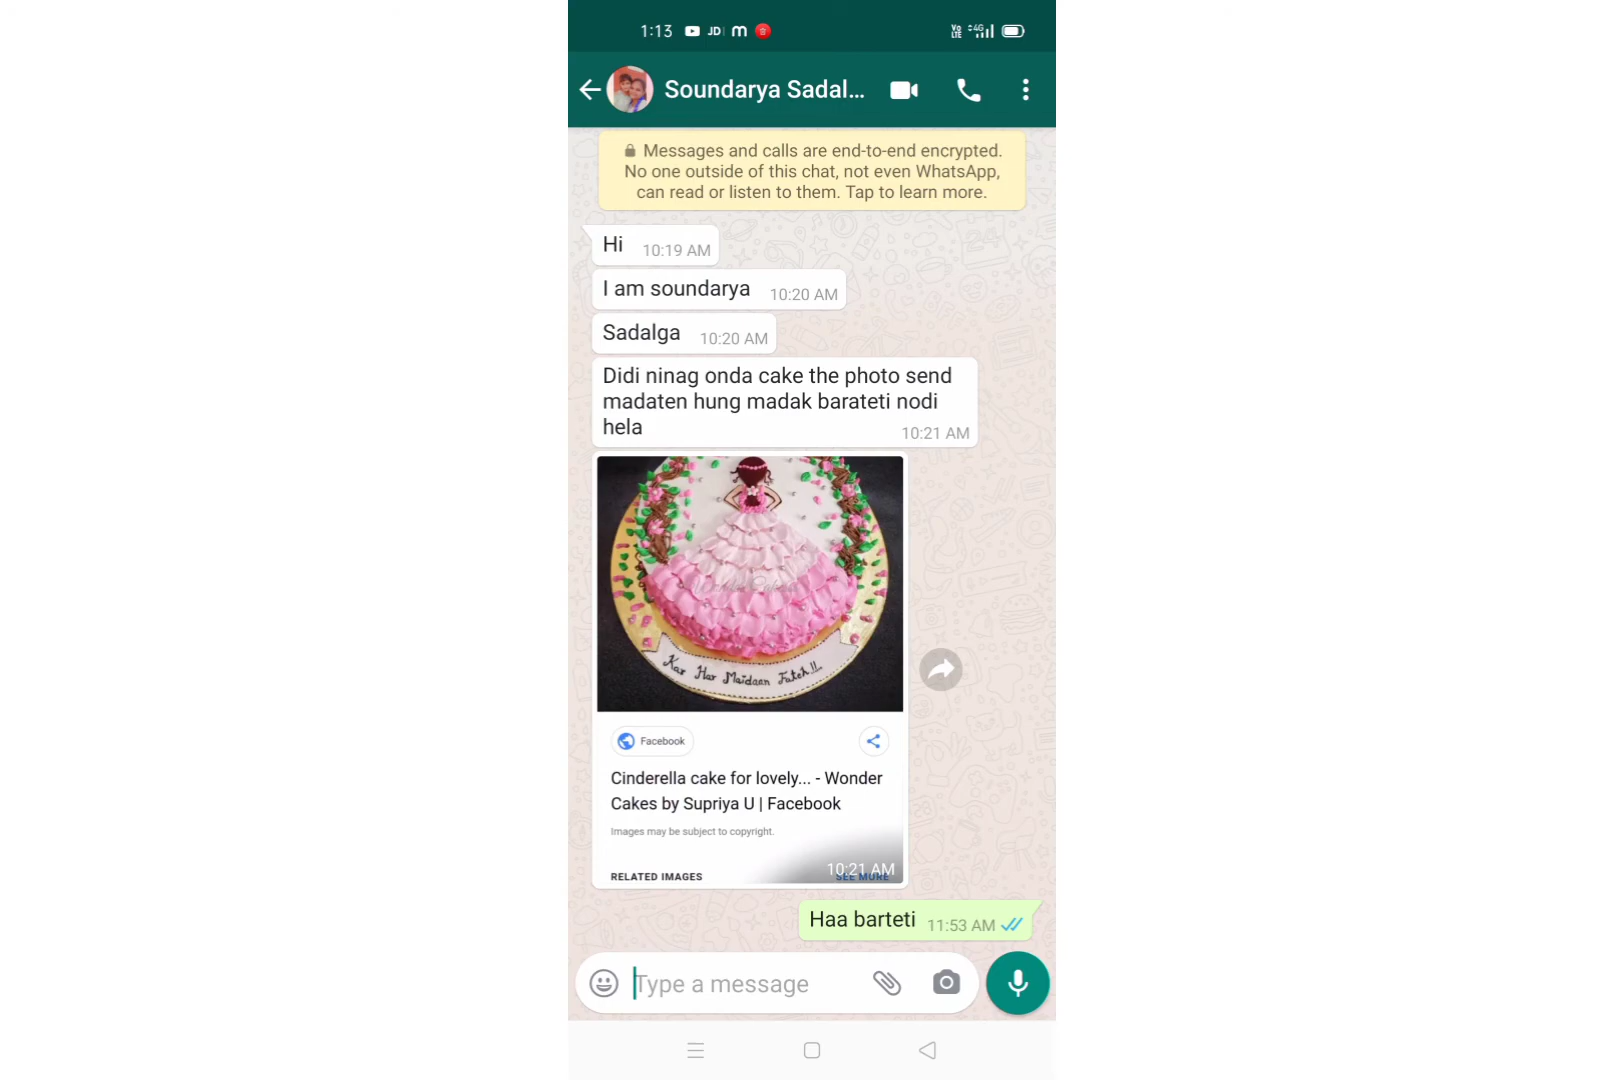 1:13 JD m 4G
Soundarya Sadal...
Messages and calls are end-to-end encrypted.
No one outside of this chat, not even WhatsApp,
can read or listen to them. Tap to learn more.
Hi 10:19 AM
I am soundarya 10:20 AM
Sadalga 10:20 AM
Didi ninag onda cake the photo send
madaten hung madak barateti nodi
hela 10:21 AM
Kar Har Maidaan Fateh!!
Facebook
Cinderella cake for lovely... - Wonder
Cakes by Supriya U | Facebook
Images may be subject to copyright.
10:21 AM
RELATED IMAGES SEE MORE
Haa barteti 11:53 AM
Type a message